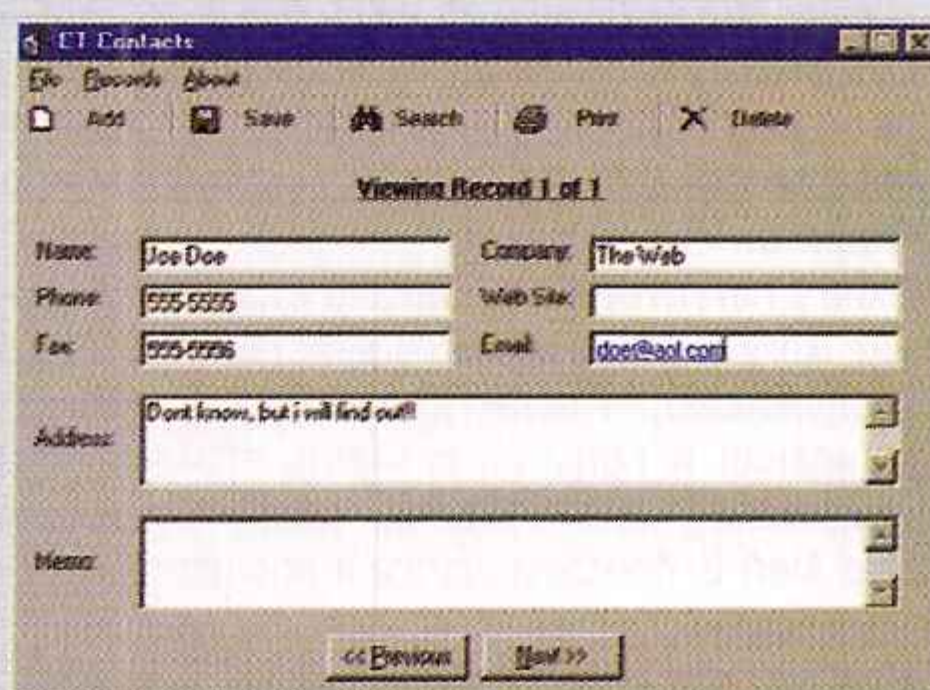 CT Contacts
File Records About
Add Save Search Print Delete
Viewing Record 1 of 1
Name: Joe Doe Company: The Web
Phone: 555-5555 Web Site:
Fax: 555-5556 Email: doer@aol.com
Address: Dont know, but i will find out!!
Memo:
<< Previous Next >>